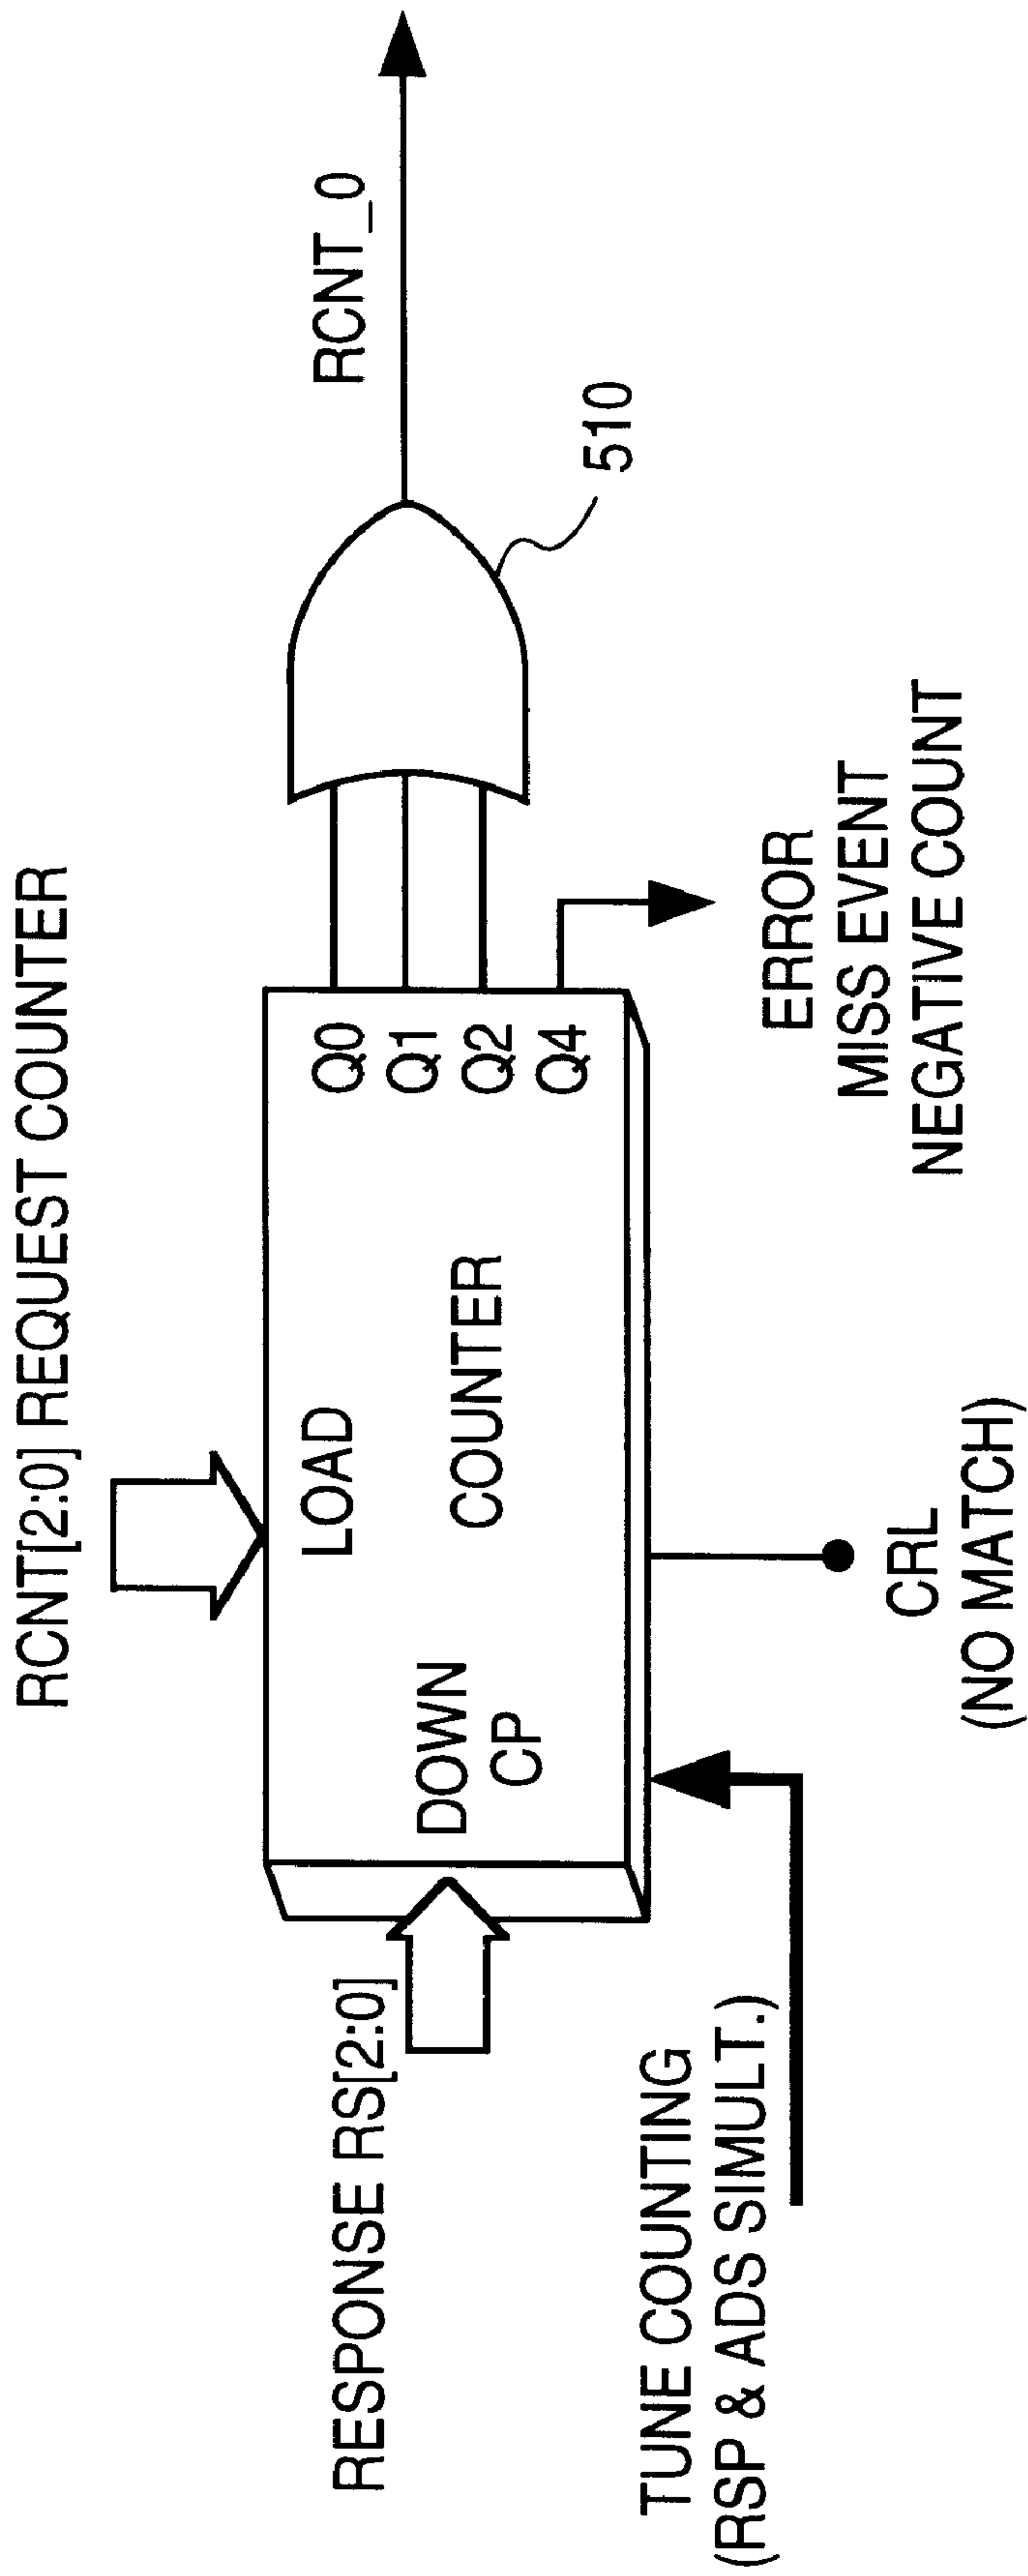 RCNT[2:0] REQUEST COUNTER
LOAD
RESPONSE RS[2:0]
DOWN
CP
COUNTER
Q0
Q1
Q2
Q4
RCNT_0
510
TUNE COUNTING
(RSP & ADS SIMULT.)
CRL
(NO MATCH)
ERROR
MISS EVENT
NEGATIVE COUNT